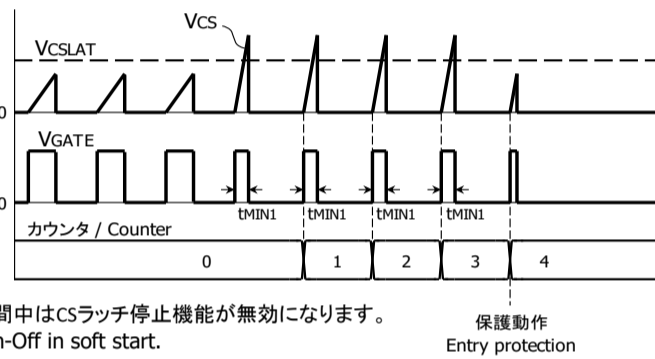 VCS
VCSLAT
0
VGATE
0
tMIN1 tMIN1 tMIN1 tMIN1
カウンタ / Counter
0 1 2 3 4
間中はCSラッチ停止機能が無効になります。
保護動作
-Off in soft start.
Entry protection